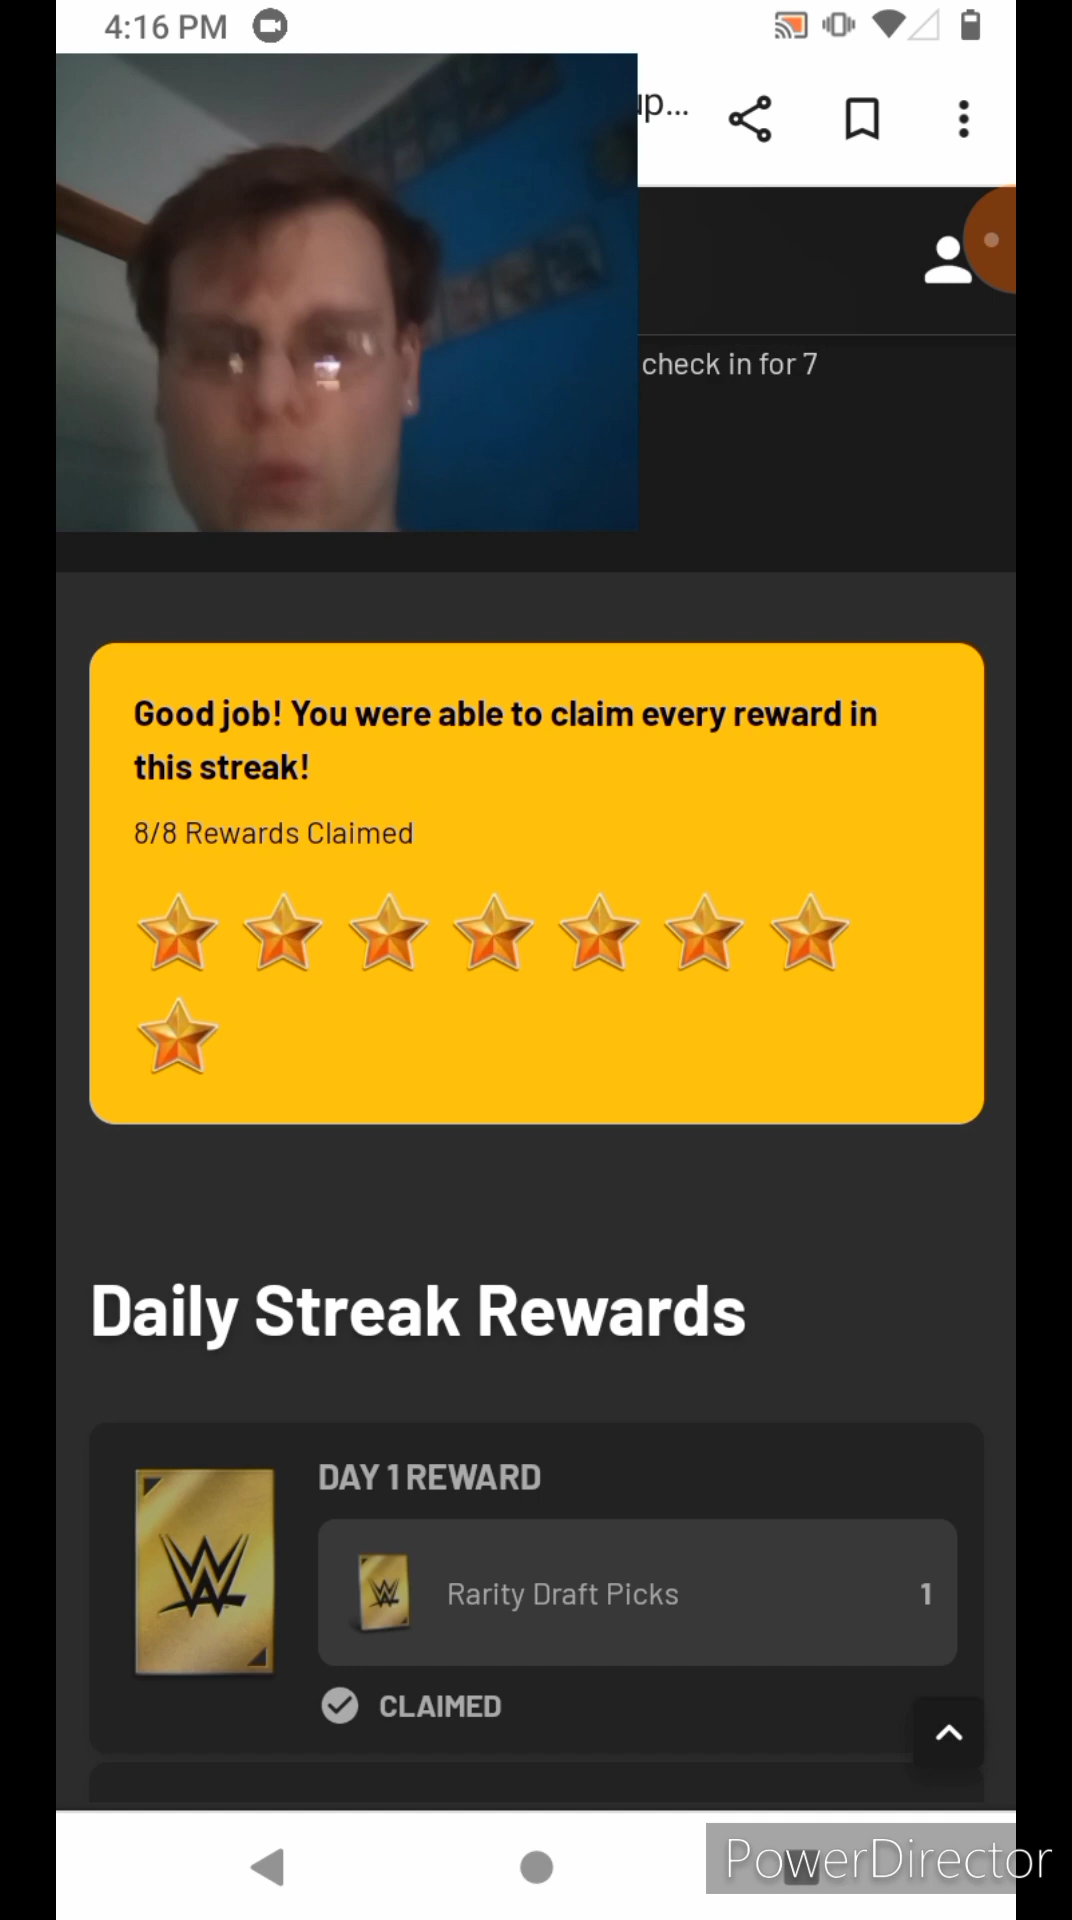 4:16 PM
up...
check in for 7
Good job! You were able to claim every reward in
this streak!
8/8 Rewards Claimed
Daily Streak Rewards
DAY 1 REWARD
Rarity Draft Picks 1
CLAIMED
PowerDirector